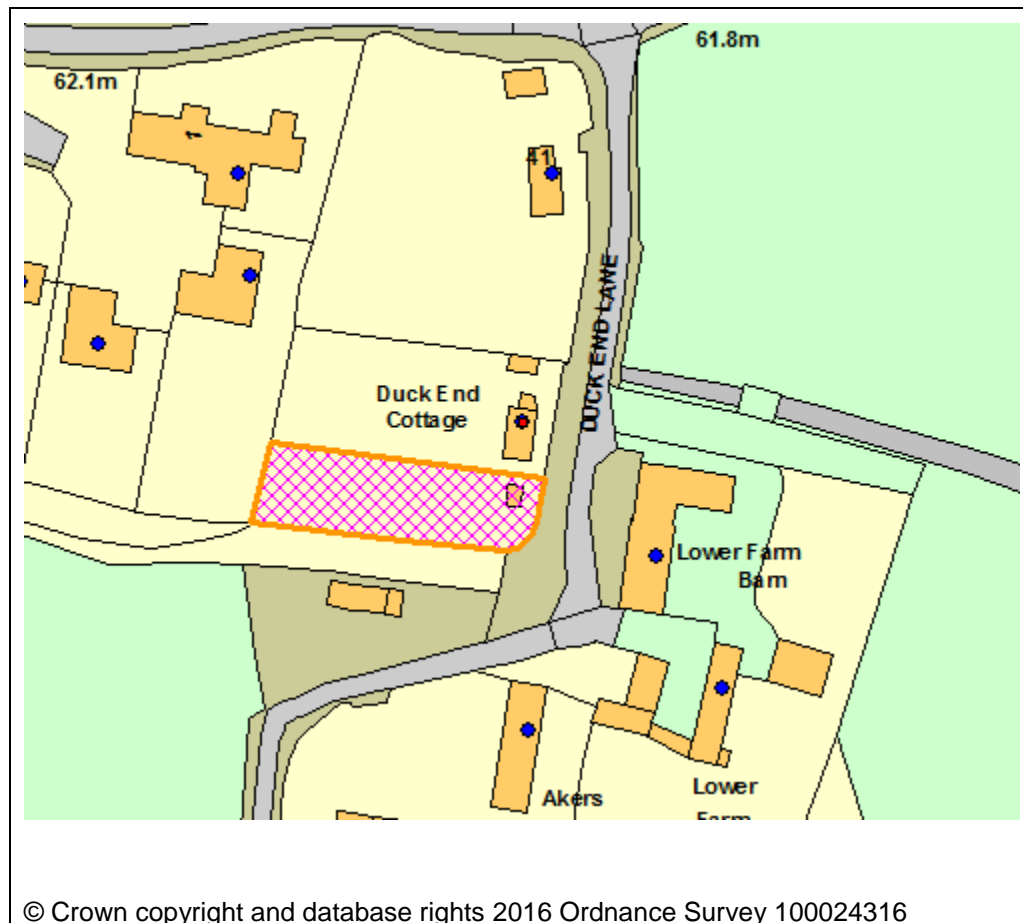 61.8m
62.1m
1
41
DUCK END LANE
Duck End
Cottage
Lower Farm
Barn
Akers
Lower
Farm
© Crown copyright and database rights 2016 Ordnance Survey 100024316